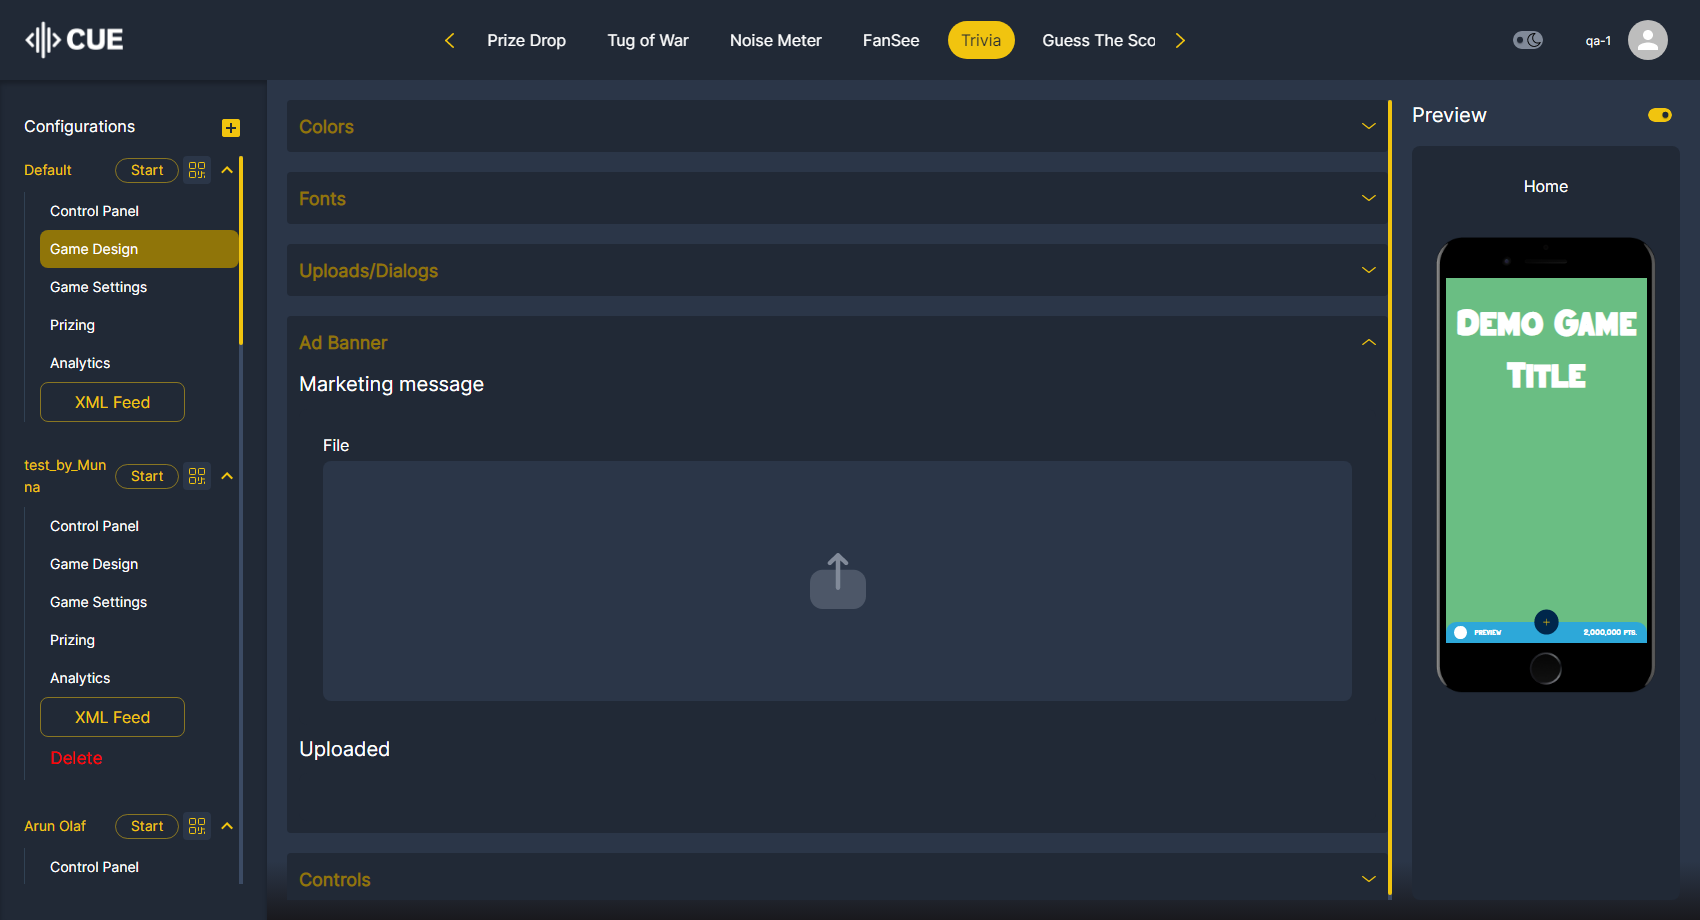 CUE
Prize Drop
Tug of War
Noise Meter
FanSee
Trivia
Guess The Sco
qa-1
Configurations
Default
Start
Control Panel
Game Design
Game Settings
Prizing
Analytics
XML Feed
test_by_Mun
na
Start
Control Panel
Game Design
Game Settings
Prizing
Analytics
XML Feed
Delete
Arun Olaf
Start
Control Panel
Colors
Fonts
Uploads/Dialogs
Ad Banner
Marketing message
File
Uploaded
Controls
Preview
Home
Demo Game
Title
PREVIEW
2,000,000 PTS.